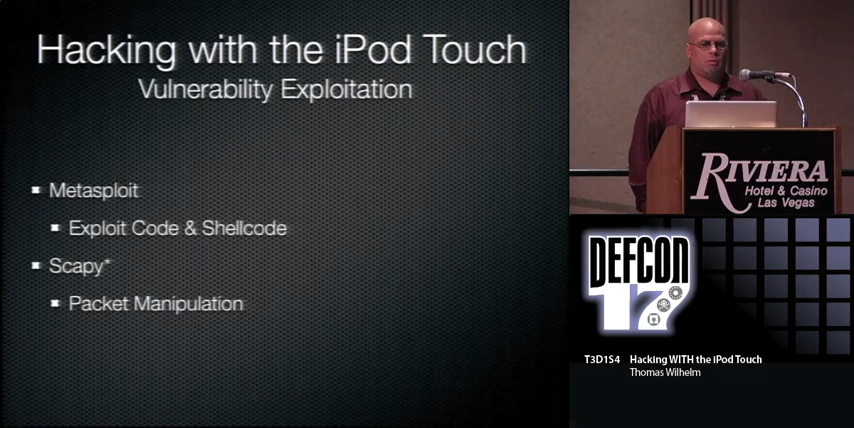 Hacking with the iPod Touch
Vulnerability Exploitation
Metasploit
Exploit Code & Shellcode
Scapy*
Packet Manipulation
RIVIERA
Hotel & Casino
Las Vegas
DEFCON
17
T3D1S4 Hacking WITH the iPod Touch
Thomas Wilhelm